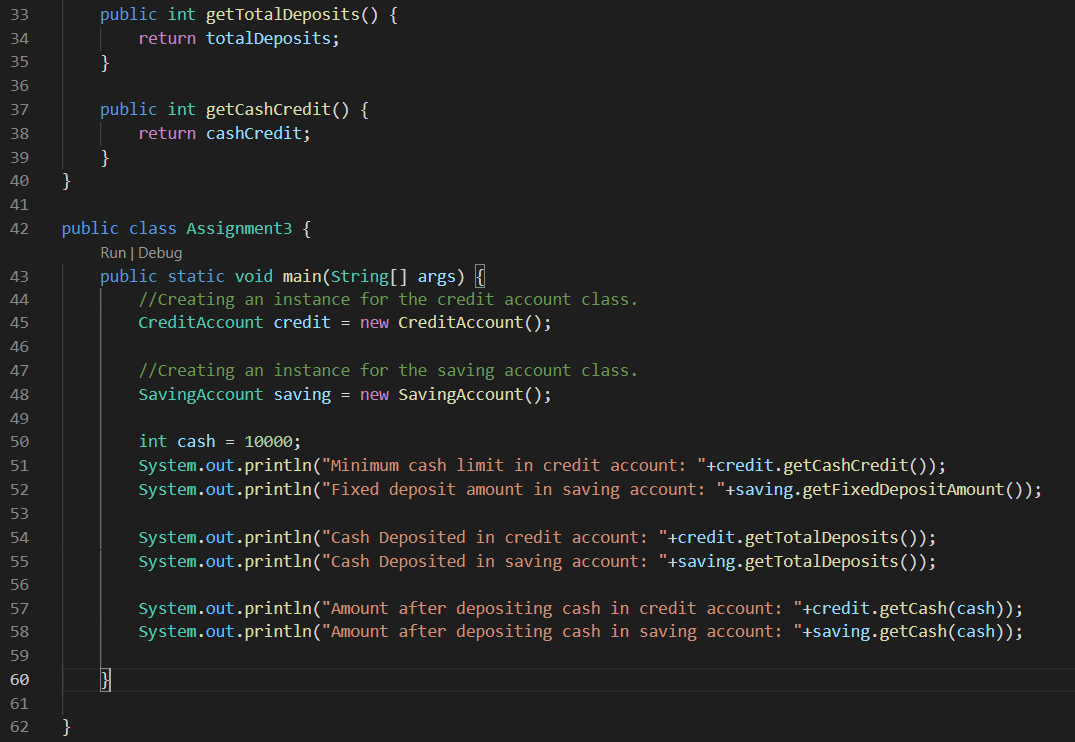 33 public int getTotalDeposits() {
34 return totalDeposits;
35 }
36
37 public int getCashCredit() {
38 return cashCredit;
39 }
40 }
41
42 public class Assignment3 {
Run | Debug
43 public static void main(String[] args) {
44 //Creating an instance for the credit account class.
45 CreditAccount credit = new CreditAccount();
46
47 //Creating an instance for the saving account class.
48 SavingAccount saving = new SavingAccount();
49
50 int cash = 10000;
51 System.out.println("Minimum cash limit in credit account: "+credit.getCashCredit());
52 System.out.println("Fixed deposit amount in saving account: "+saving.getFixedDepositAmount());
53
54 System.out.println("Cash Deposited in credit account: "+credit.getTotalDeposits());
55 System.out.println("Cash Deposited in saving account: "+saving.getTotalDeposits());
56
57 System.out.println("Amount after depositing cash in credit account: "+credit.getCash(cash));
58 System.out.println("Amount after depositing cash in saving account: "+saving.getCash(cash));
59
60 }
61
62 }